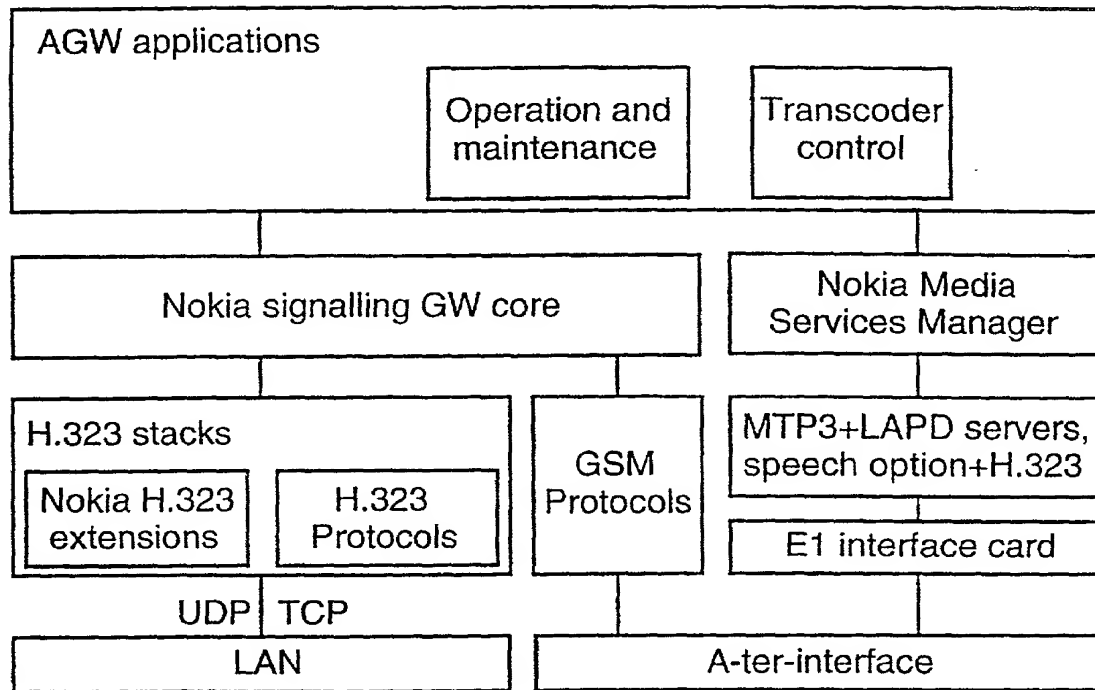 AGW applications
Operation and
maintenance
Transcoder
control
Nokia signalling GW core
Nokia Media
Services Manager
H.323 stacks
Nokia H.323
extensions
H.323
Protocols
GSM
Protocols
MTP3+LAPD servers,
speech option+H.323
E1 interface card
UDP TCP
LAN
A-ter-interface